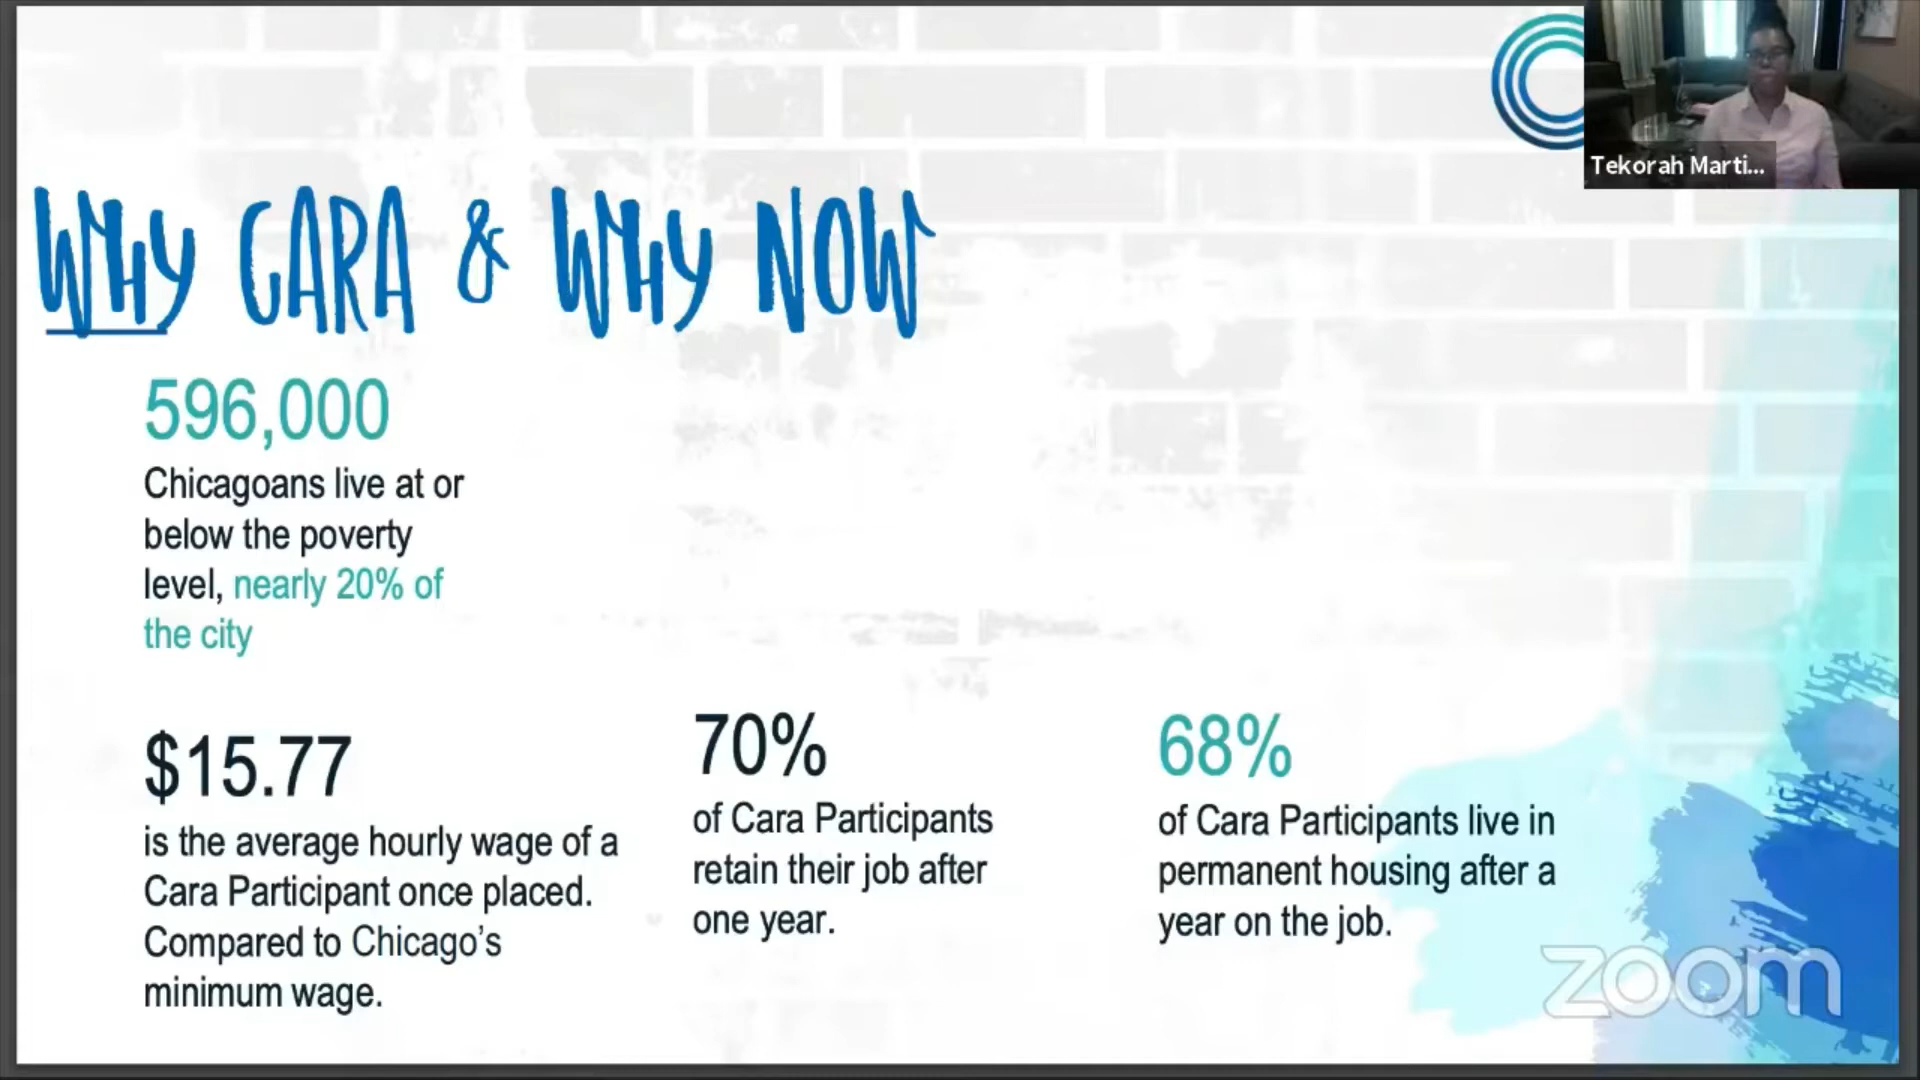 Tekorah Marti...
WHY CARA & WHY NOW
596,000
Chicagoans live at or
below the poverty
level, nearly 20% of
the city
$15.77
is the average hourly wage of a
Cara Participant once placed.
Compared to Chicago’s
minimum wage.
70%
of Cara Participants
retain their job after
one year.
68%
of Cara Participants live in
permanent housing after a
year on the job.
zoom